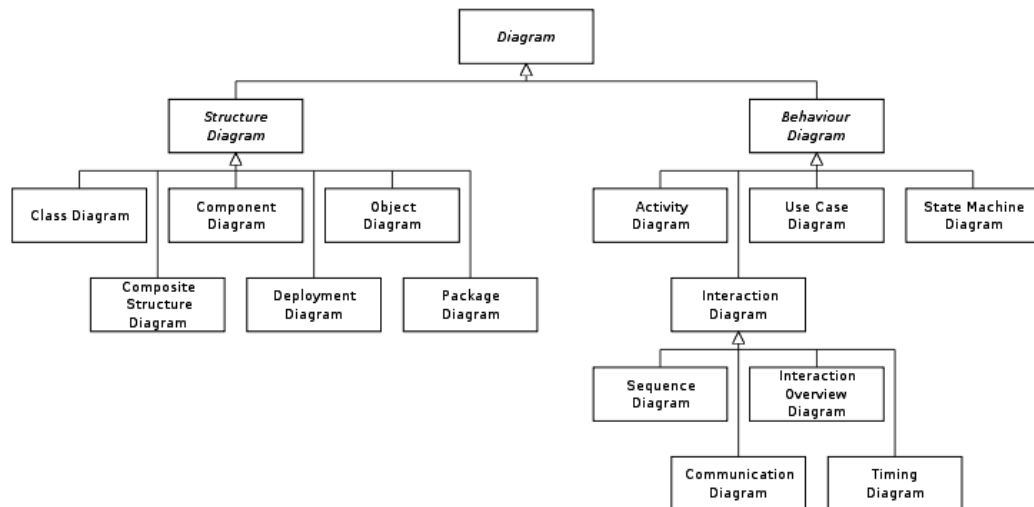 Diagram
Structure
Diagram
Behaviour
Diagram
Class Diagram
Component
Diagram
Object
Diagram
Activity
Diagram
Use Case
Diagram
State Machine
Diagram
Composite
Structure
Diagram
Deployment
Diagram
Package
Diagram
Interaction
Diagram
Sequence
Diagram
Interaction
Overview
Diagram
Communication
Diagram
Timing
Diagram